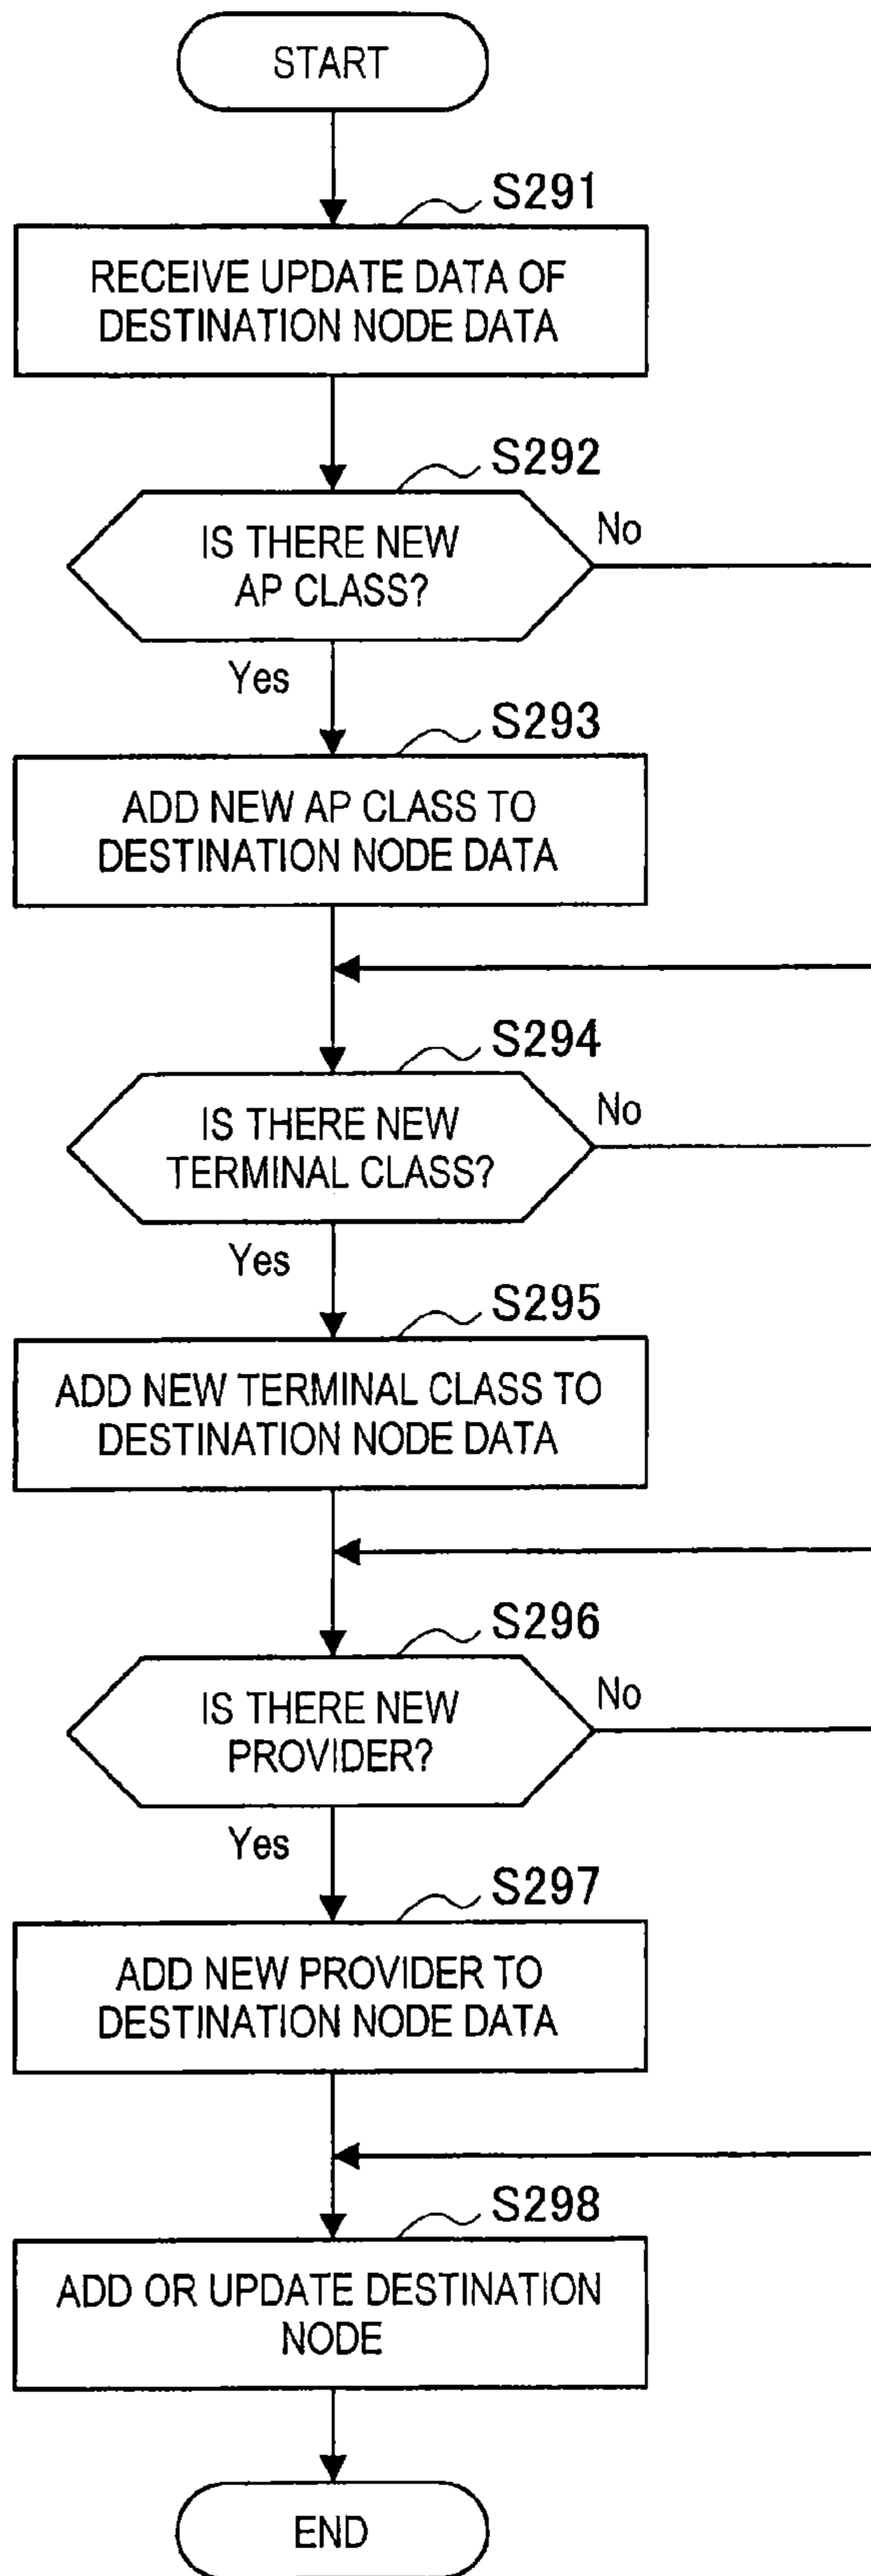 START
S291
RECEIVE UPDATE DATA OF
DESTINATION NODE DATA
S292
IS THERE NEW
AP CLASS?
No
Yes
S293
ADD NEW AP CLASS TO
DESTINATION NODE DATA
S294
IS THERE NEW
TERMINAL CLASS?
No
Yes
S295
ADD NEW TERMINAL CLASS TO
DESTINATION NODE DATA
S296
IS THERE NEW
PROVIDER?
No
Yes
S297
ADD NEW PROVIDER TO
DESTINATION NODE DATA
S298
ADD OR UPDATE DESTINATION
NODE
END